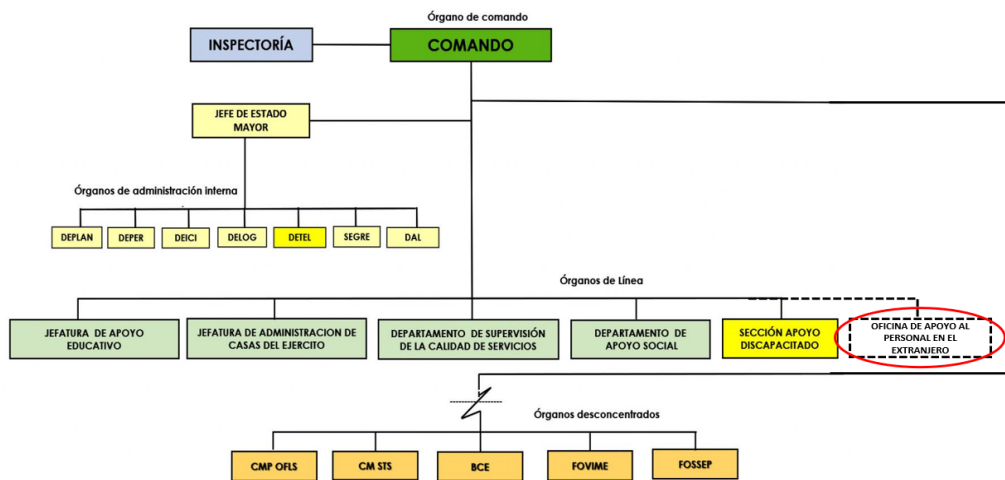 Órgano de comando
INSPECTORÍA
COMANDO
JEFE DE ESTADO
MAYOR
Órganos de administración interna
DEPLAN
DEPER
DEICI
DELOG
DETEL
SEGRE
DAL
Órganos de Línea
JEFATURA DE APOYO
EDUCATIVO
JEFATURA DE ADMINISTRACION DE
CASAS DEL EJERCITO
DEPARTAMENTO DE SUPERVISIÓN
DE LA CALIDAD DE SERVICIOS
DEPARTAMENTO DE
APOYO SOCIAL
SECCIÓN APOYO
DISCAPACITADO
OFICINA DE APOYO AL
PERSONAL EN EL
EXTRANJERO
Órganos desconcentrados
CMP OFLS
CM STS
BCE
FOVIME
FOSSEP